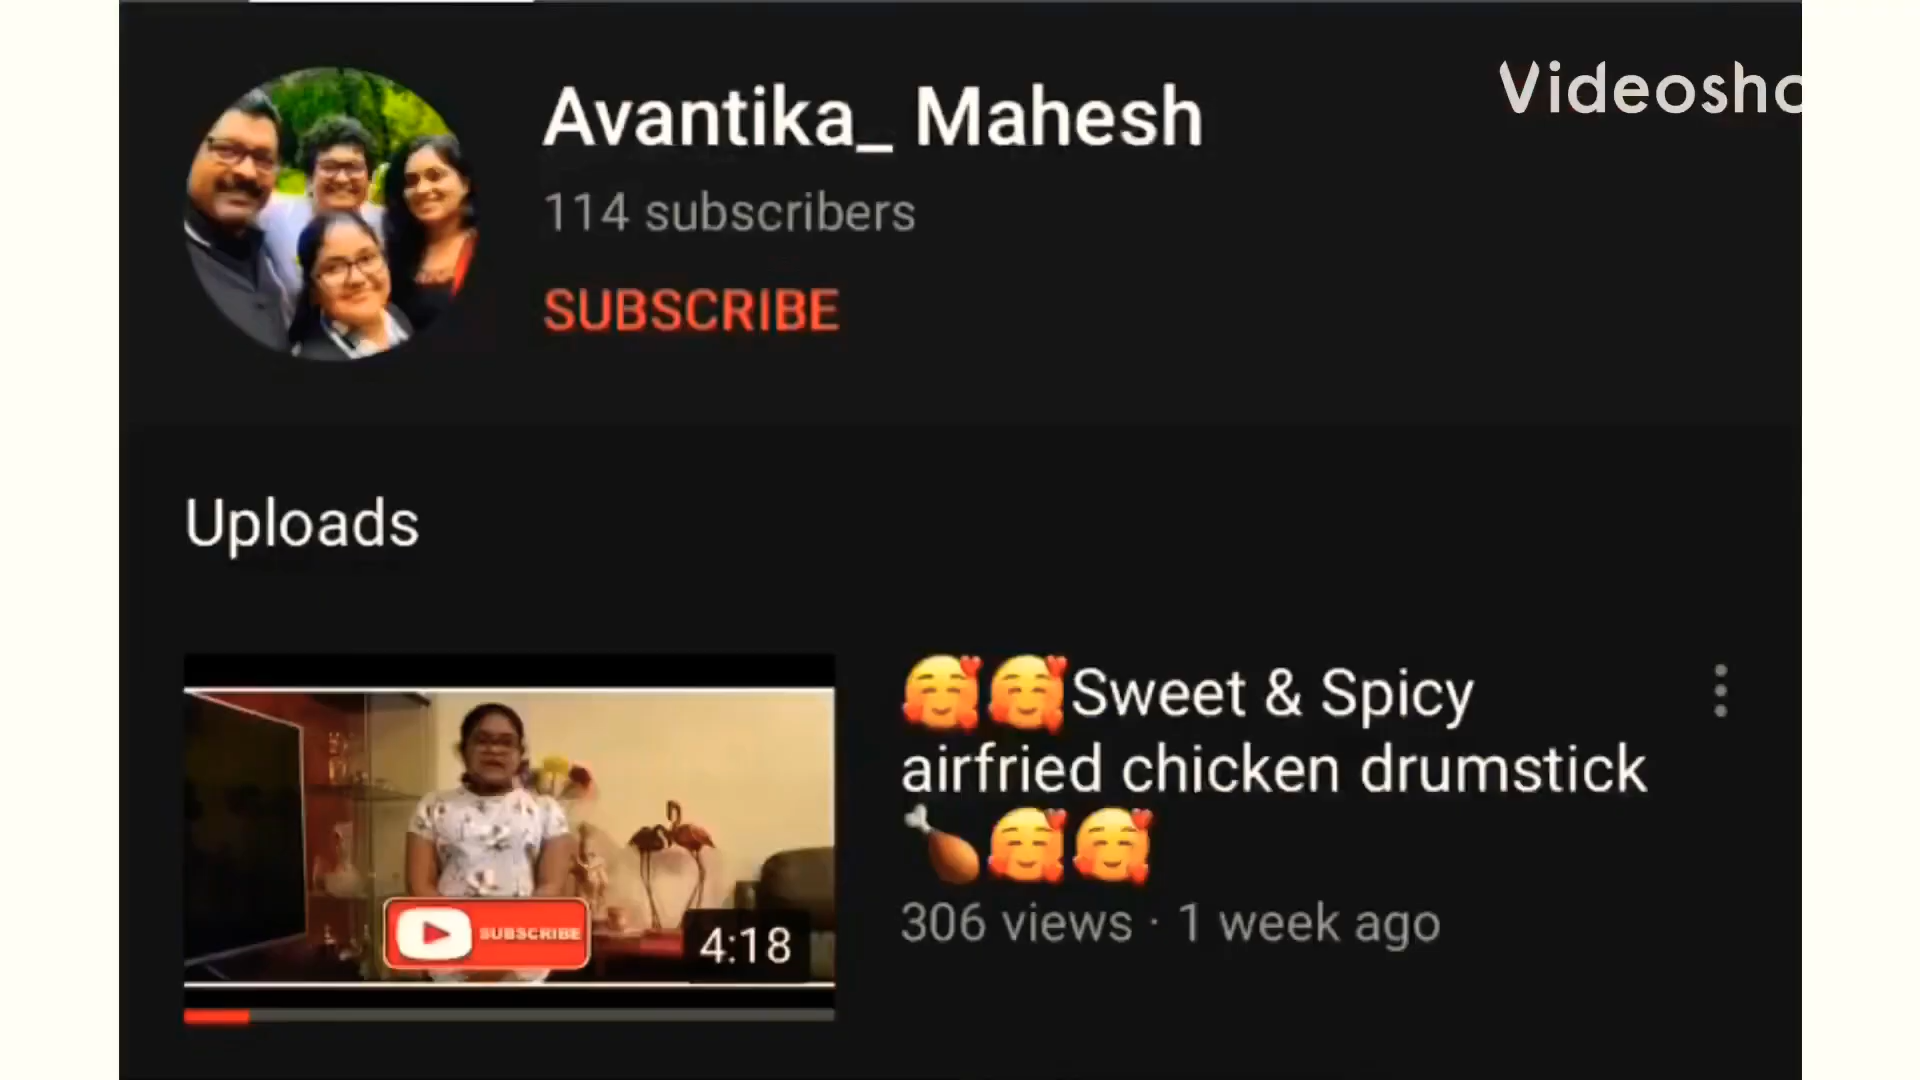 Videosho
Avantika_ Mahesh
114 subscribers
SUBSCRIBE
Uploads
🥰🥰Sweet & Spicy
airfried chicken drumstick
🍗🥰🥰
306 views · 1 week ago
SUBSCRIBE
4:18